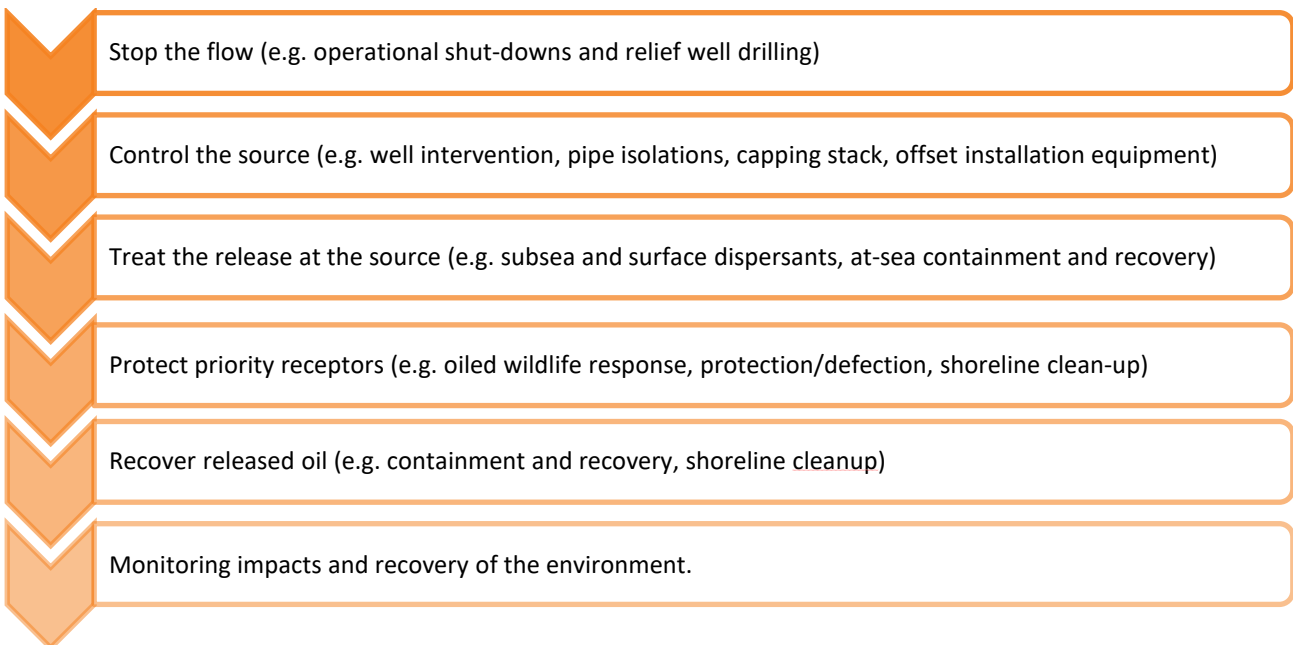 Stop the flow (e.g. operational shut-downs and relief well drilling)
Control the source (e.g. well intervention, pipe isolations, capping stack, offset installation equipment)
Treat the release at the source (e.g. subsea and surface dispersants, at-sea containment and recovery)
Protect priority receptors (e.g. oiled wildlife response, protection/defection, shoreline clean-up)
Recover released oil (e.g. containment and recovery, shoreline cleanup)
Monitoring impacts and recovery of the environment.